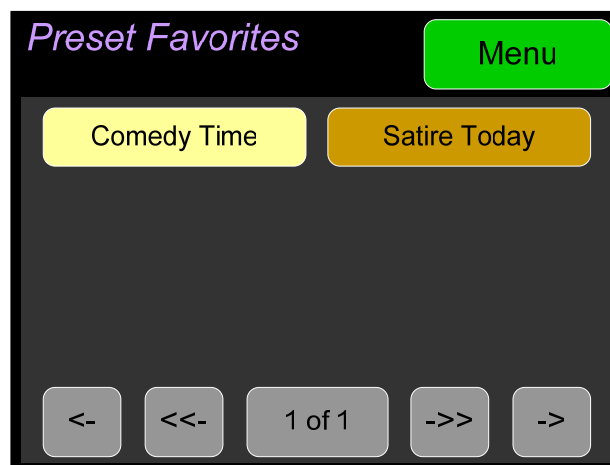 Preset Favorites
Menu
Comedy Time
Satire Today
<-
<<-
1 of 1
->>
->